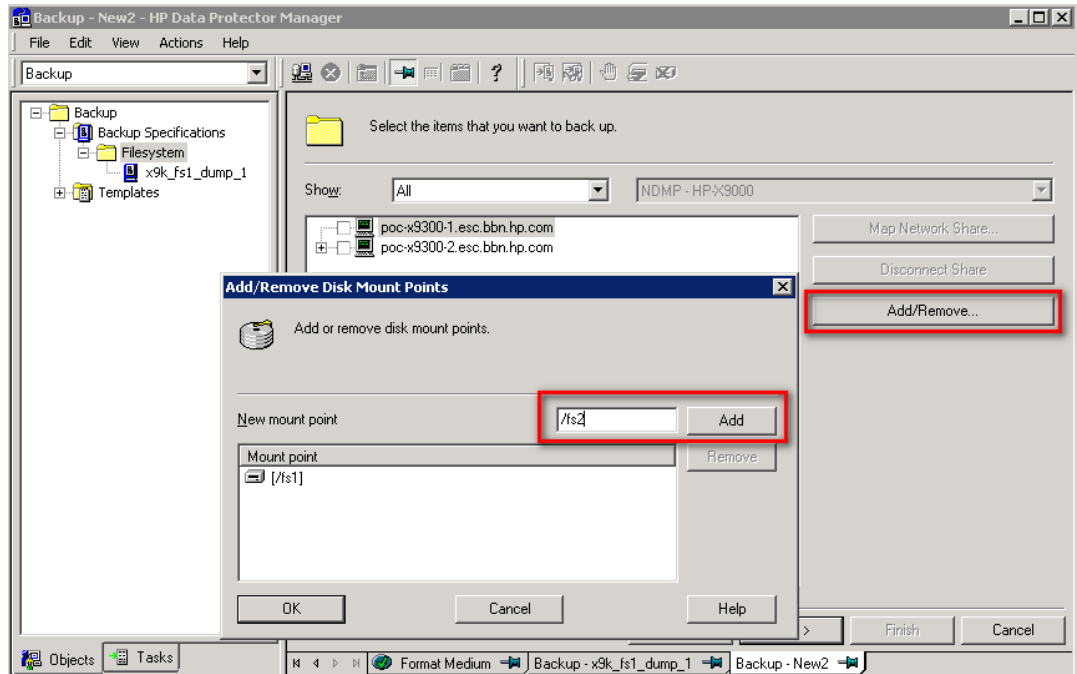 Backup - New2 - HP Data Protector Manager
File Edit View Actions Help
Backup
Backup
Backup Specifications
Filesystem
x9k_fs1_dump_1
Templates
Select the items that you want to back up.
Show: All NDMP - HP-X9000
poc-x9300-1.esc.bbn.hp.com
poc-x9300-2.esc.bbn.hp.com
Map Network Share...
Disconnect Share
Add/Remove...
Add/Remove Disk Mount Points
Add or remove disk mount points.
New mount point /fs2 Add
Mount point
[/fs1]
Remove
OK Cancel Help
> Finish Cancel
Objects Tasks
Format Medium Backup - x9k_fs1_dump_1 Backup - New2